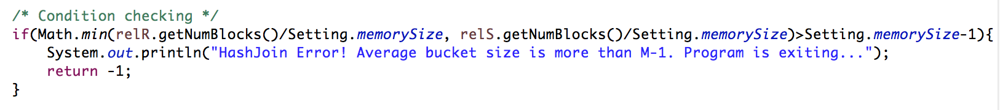 /* Condition checking */
if(Math.min(relR.getNumBlocks()/Setting.memorySize, relS.getNumBlocks()/Setting.memorySize)>Setting.memorySize-1){
    System.out.println("HashJoin Error! Average bucket size is more than M-1. Program is exiting...");
    return -1;
}